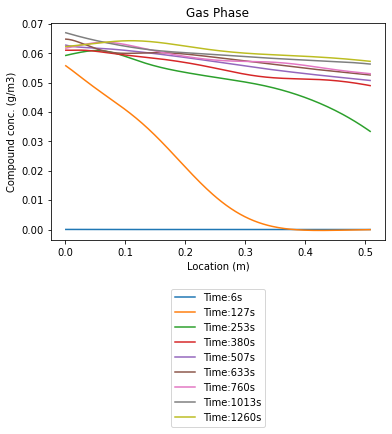 Gas Phase
0.07
0.06
0.05
0.04
0.03
0.02
0.01
0.00
Compound conc. (g/m3)
0.0 0.1 0.2 0.3 0.4 0.5
Location (m)
Time:6s
Time:127s
Time:253s
Time:380s
Time:507s
Time:633s
Time:760s
Time:1013s
Time:1260s